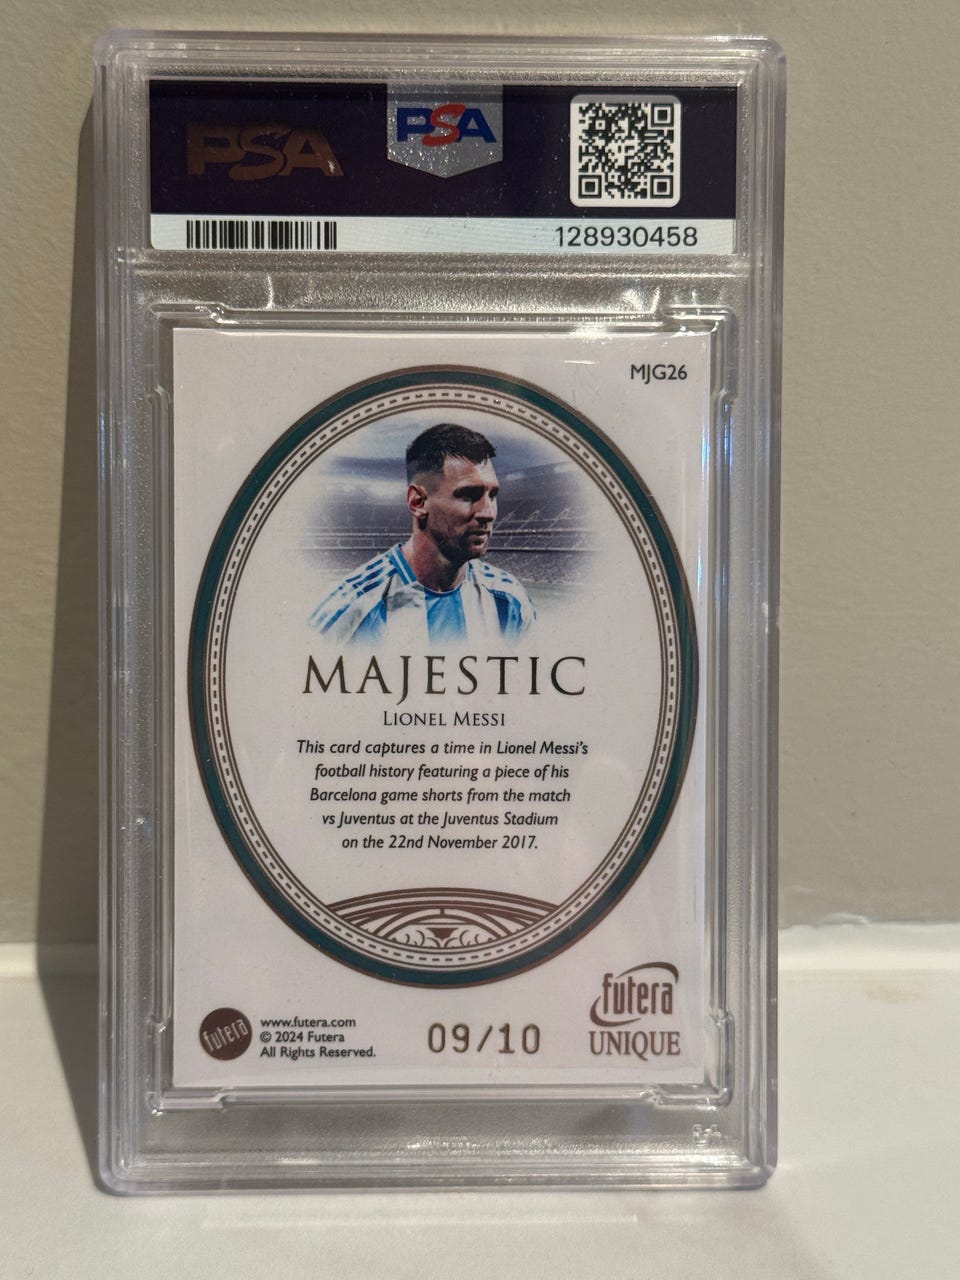 PSA
PSA
128930458
MJG26
MAJESTIC
LIONEL MESSI
This card captures a time in Lionel Messi's
football history featuring a piece of his
Barcelona game shorts from the match
vs Juventus at the Juventus Stadium
on the 22nd November 2017.
futera
www.futera.com
© 2024 Futera
All Rights Reserved.
09/10
futera
UNIQUE